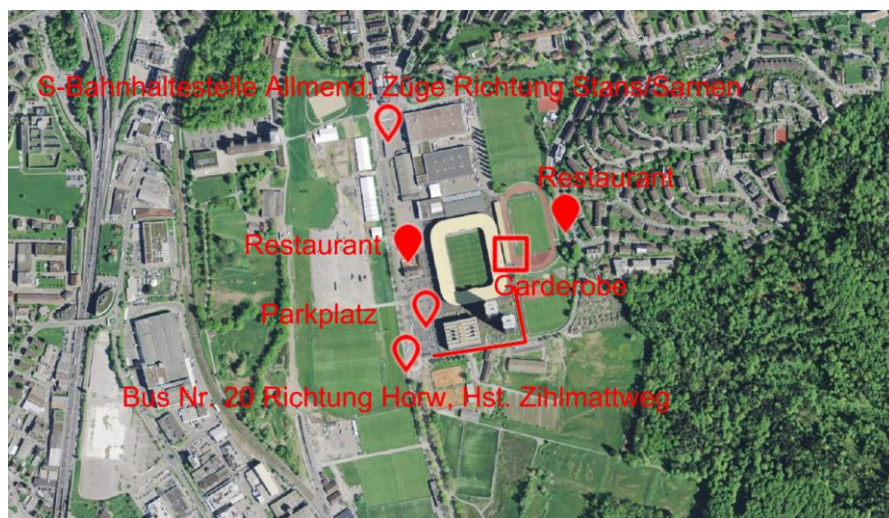 S-Bahnhaltestelle Allmend; Züge Richtung Stans/Sarnen
Restaurant
Restaurant
Garderobe
Parkplatz
Bus Nr. 20 Richtung Horw, Hst. Zihlmattweg